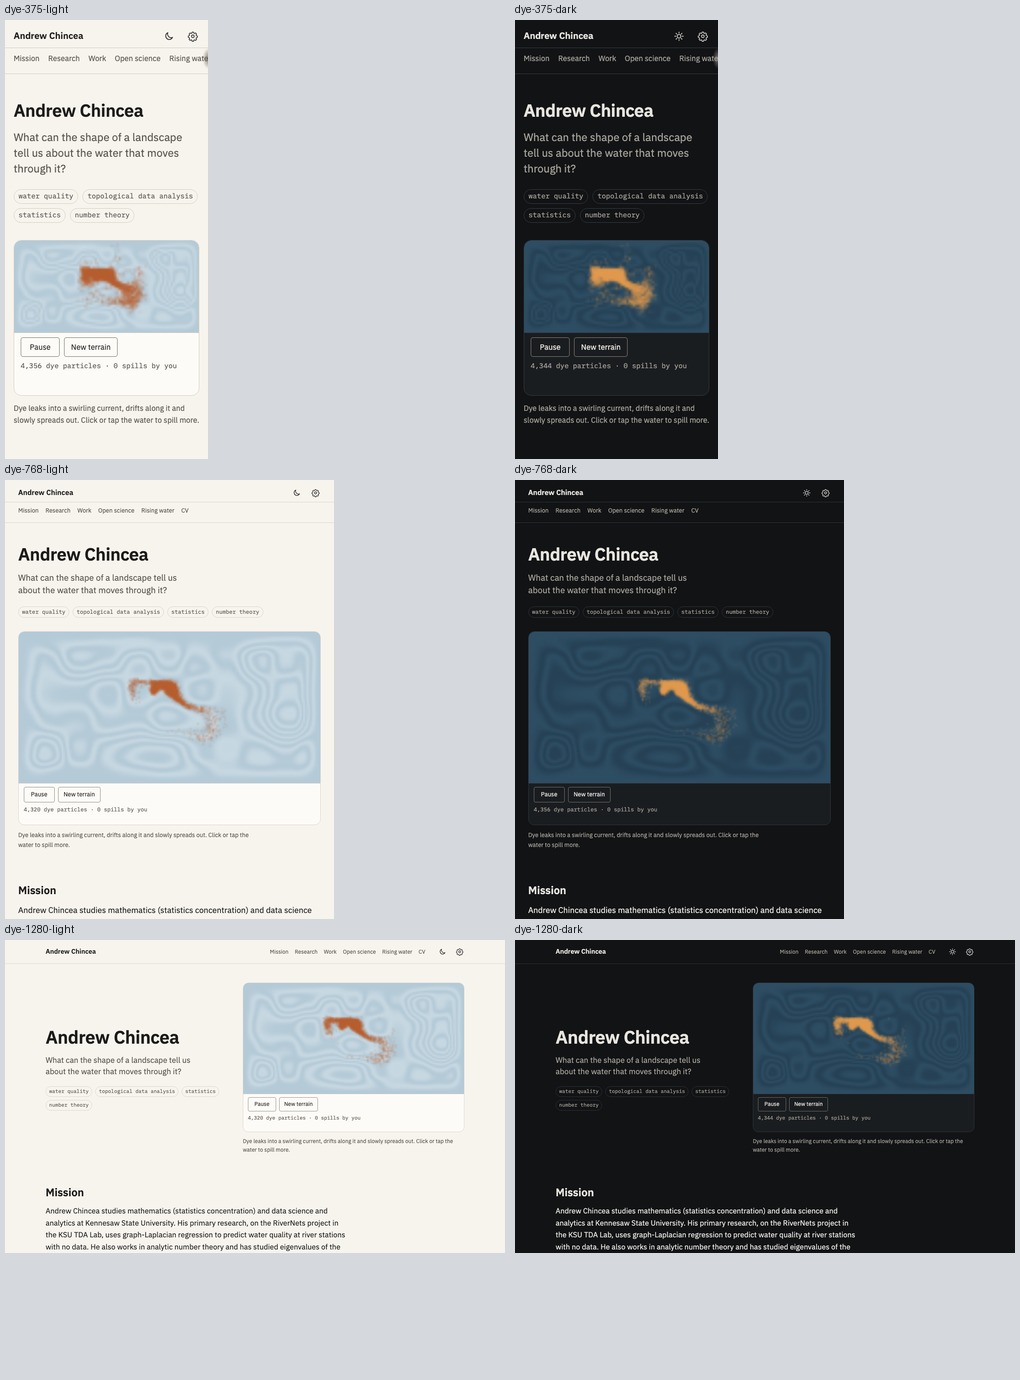 dye-375-light
Andrew Chincea
Mission Research Work Open science Rising wate
Andrew Chincea
What can the shape of a landscape
tell us about the water that moves
through it?
water quality topological data analysis
statistics number theory
Pause New terrain
4,356 dye particles · 0 spills by you
Dye leaks into a swirling current, drifts along it and
slowly spreads out. Click or tap the water to spill more.
dye-375-dark
Andrew Chincea
Mission Research Work Open science Rising wate
Andrew Chincea
What can the shape of a landscape
tell us about the water that moves
through it?
water quality topological data analysis
statistics number theory
Pause New terrain
4,344 dye particles · 0 spills by you
Dye leaks into a swirling current, drifts along it and
slowly spreads out. Click or tap the water to spill more.
dye-768-light
Andrew Chincea
Mission Research Work Open science Rising water CV
Andrew Chincea
What can the shape of a landscape tell us
about the water that moves through it?
water quality topological data analysis statistics number theory
Pause New terrain
4,320 dye particles · 0 spills by you
Dye leaks into a swirling current, drifts along it and slowly spreads out. Click or tap the
water to spill more.
Mission
Andrew Chincea studies mathematics (statistics concentration) and data science
dye-768-dark
Andrew Chincea
Mission Research Work Open science Rising water CV
Andrew Chincea
What can the shape of a landscape tell us
about the water that moves through it?
water quality topological data analysis statistics number theory
Pause New terrain
4,356 dye particles · 0 spills by you
Dye leaks into a swirling current, drifts along it and slowly spreads out. Click or tap the
water to spill more.
Mission
Andrew Chincea studies mathematics (statistics concentration) and data science
dye-1280-light
Andrew Chincea Mission Research Work Open science Rising water CV
Andrew Chincea
What can the shape of a landscape tell us
about the water that moves through it?
water quality topological data analysis statistics
number theory
Pause New terrain
4,320 dye particles · 0 spills by you
Dye leaks into a swirling current, drifts along it and slowly spreads out. Click or tap the
water to spill more.
Mission
Andrew Chincea studies mathematics (statistics concentration) and data science and
analytics at Kennesaw State University. His primary research, on the RiverNets project in
the KSU TDA Lab, uses graph-Laplacian regression to predict water quality at river stations
with no data. He also works in analytic number theory and has studied eigenvalues of the
dye-1280-dark
Andrew Chincea Mission Research Work Open science Rising water CV
Andrew Chincea
What can the shape of a landscape tell us
about the water that moves through it?
water quality topological data analysis statistics
number theory
Pause New terrain
4,344 dye particles · 0 spills by you
Dye leaks into a swirling current, drifts along it and slowly spreads out. Click or tap the
water to spill more.
Mission
Andrew Chincea studies mathematics (statistics concentration) and data science and
analytics at Kennesaw State University. His primary research, on the RiverNets project in
the KSU TDA Lab, uses graph-Laplacian regression to predict water quality at river stations
with no data. He also works in analytic number theory and has studied eigenvalues of the